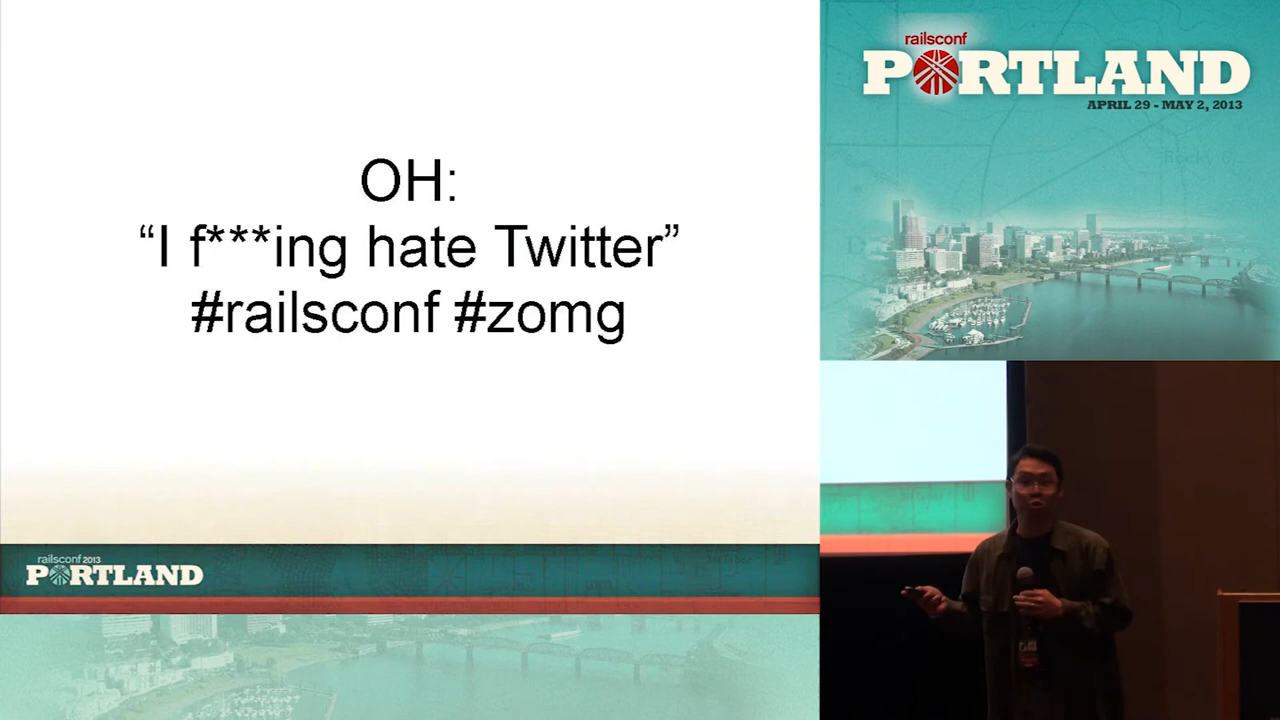 OH:
“I f***ing hate Twitter”
#railsconf #zomg
railsconf 2013
PORTLAND
railsconf
PORTLAND
APRIL 29 - MAY 2, 2013